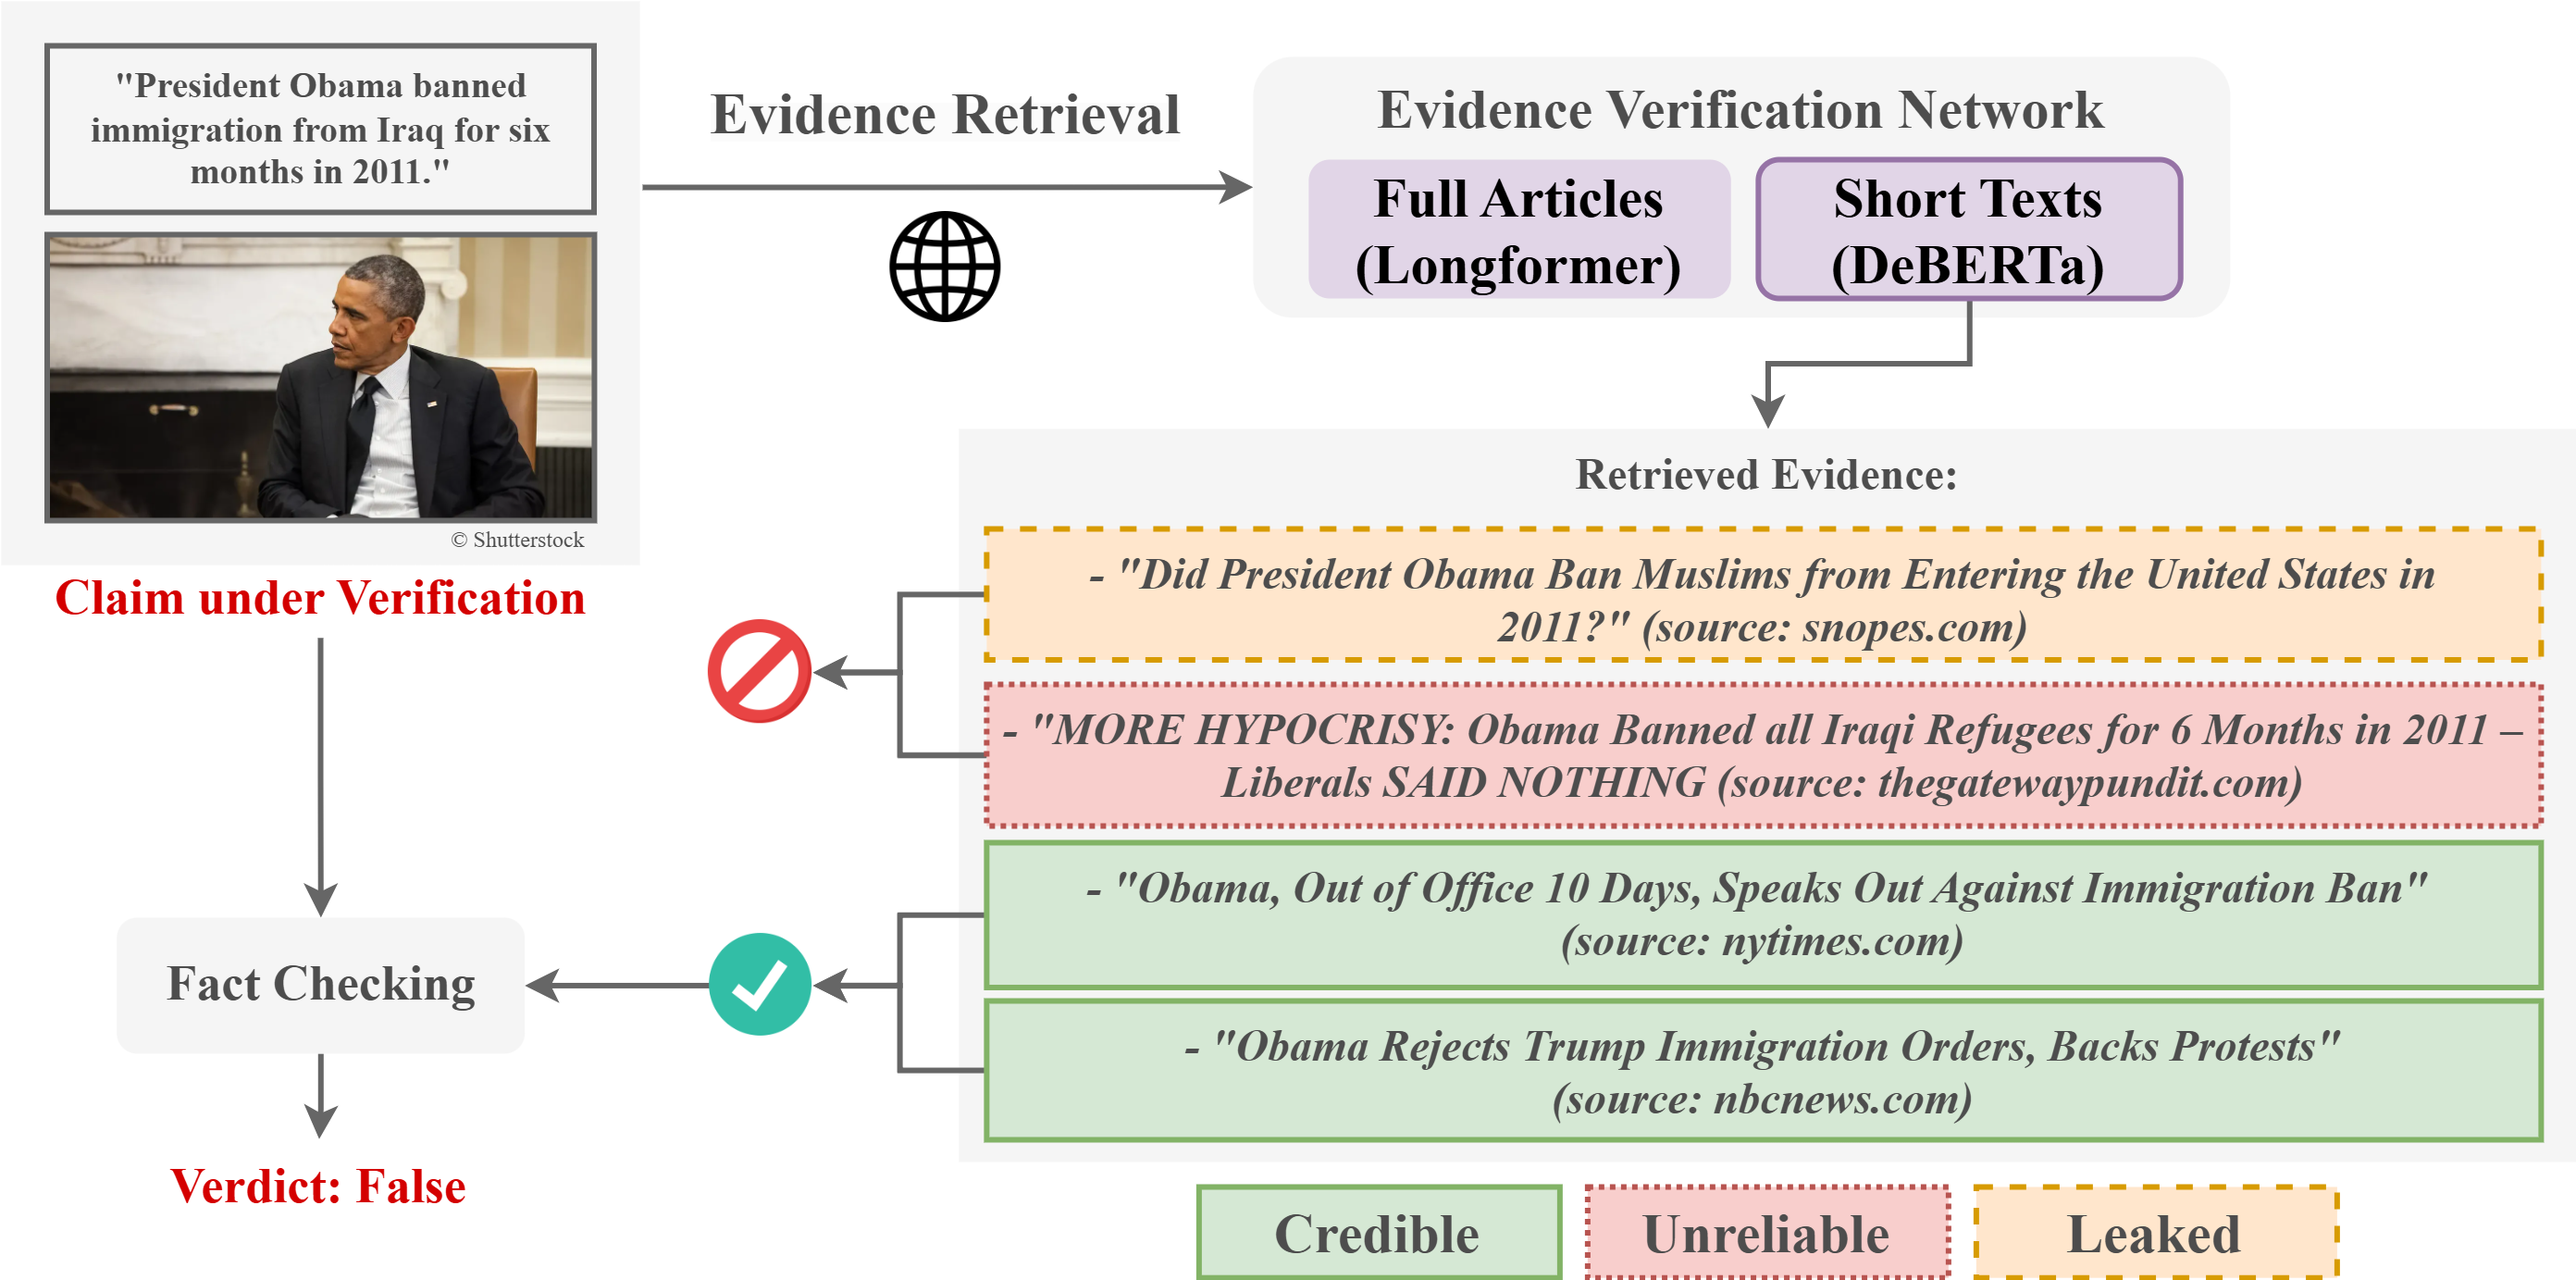 "President Obama banned
immigration from Iraq for six
months in 2011."
© Shutterstock
Claim under Verification
Evidence Retrieval
Evidence Verification Network
Full Articles
(Longformer)
Short Texts
(DeBERTa)
Retrieved Evidence:
- "Did President Obama Ban Muslims from Entering the United States in
2011?" (source: snopes.com)
- "MORE HYPOCRISY: Obama Banned all Iraqi Refugees for 6 Months in 2011 –
Liberals SAID NOTHING (source: thegatewaypundit.com)
- "Obama, Out of Office 10 Days, Speaks Out Against Immigration Ban"
(source: nytimes.com)
- "Obama Rejects Trump Immigration Orders, Backs Protests"
(source: nbcnews.com)
Fact Checking
Verdict: False
Credible
Unreliable
Leaked